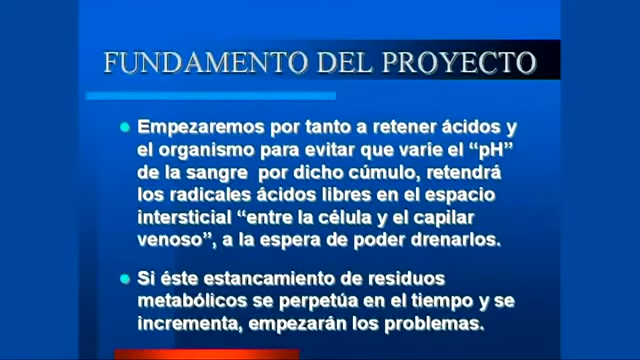 FUNDAMENTO DEL PROYECTO
Empezaremos por tanto a retener ácidos y
el organismo para evitar que varie el “pH”
de la sangre por dicho cúmulo, retendrá
los radicales ácidos libres en el espacio
intersticial “entre la célula y el capilar
venoso”, a la espera de poder drenarlos.
Si éste estancamiento de residuos
metabólicos se perpetúa en el tiempo y se
incrementa, empezarán los problemas.